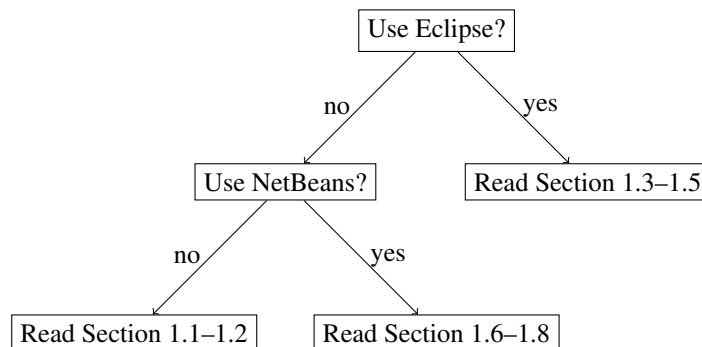 Use Eclipse?
no
yes
Use NetBeans?
Read Section 1.3–1.5
no
yes
Read Section 1.1–1.2
Read Section 1.6–1.8